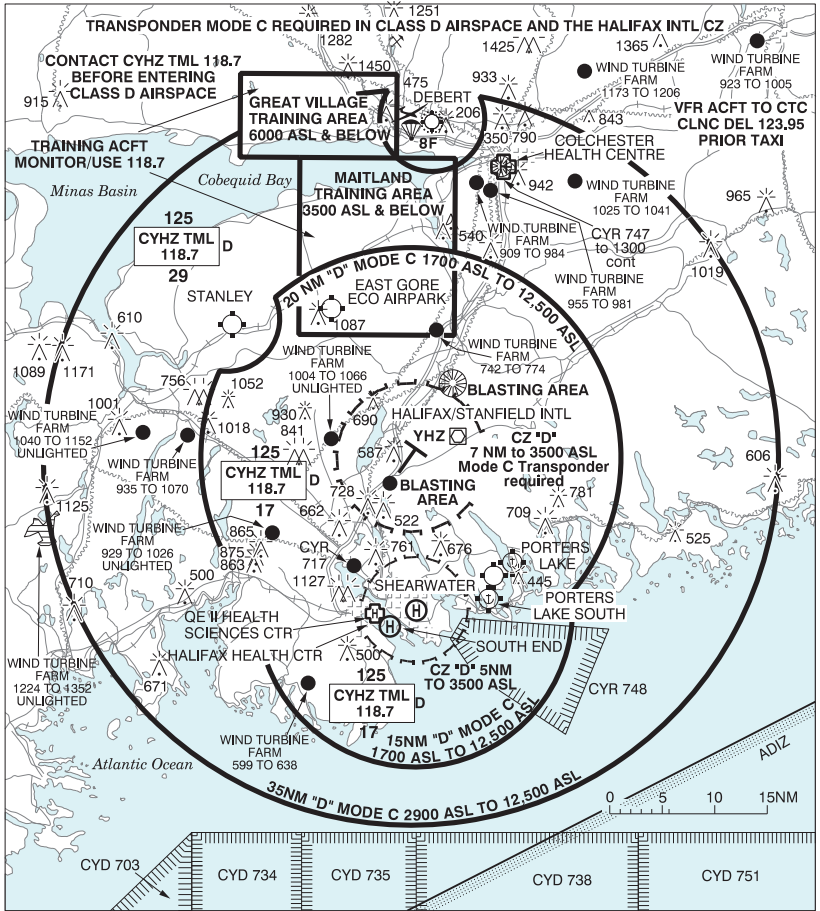 TRANSPONDER MODE C REQUIRED IN CLASS D AIRSPACE AND THE HALIFAX INTL CZ
1251
1282
1425
1365
CONTACT CYHZ TML 118.7
BEFORE ENTERING
CLASS D AIRSPACE
915
1450
475
933
WIND TURBINE
FARM
1173 TO 1206
WIND TURBINE
FARM
923 TO 1005
GREAT VILLAGE
TRAINING AREA
6000 ASL & BELOW
DEBERT
206
8F
350
790
843
VFR ACFT TO CTC
CLNC DEL 123.95
PRIOR TAXI
TRAINING ACFT
MONITOR/USE 118.7
COLCHESTER
HEALTH CENTRE
Minas Basin
Cobequid Bay
MAITLAND
TRAINING AREA
3500 ASL & BELOW
942
WIND TURBINE
FARM
1025 TO 1041
965
125
CYHZ TML
118.7
D
29
540
WIND TURBINE
FARM
909 TO 984
CYR 747
to 1300
cont
1019
WIND TURBINE
FARM
955 TO 981
20 NM "D" MODE C 1700 ASL TO 12,500 ASL
STANLEY
EAST GORE
ECO AIRPARK
1087
610
1089
1171
WIND TURBINE
FARM
1004 TO 1066
UNLIGHTED
WIND TURBINE
FARM
742 TO 774
756
1052
BLASTING AREA
1001
1018
930
841
690
HALIFAX/STANFIELD INTL
WIND TURBINE
FARM
1040 TO 1152
UNLIGHTED
YHZ
CZ "D"
7 NM to 3500 ASL
Mode C Transponder
required
WIND TURBINE
FARM
935 TO 1070
125
CYHZ TML
118.7
D
17
587
606
BLASTING
AREA
1125
728
662
522
781
709
WIND TURBINE
FARM
929 TO 1026
UNLIGHTED
865
875
863
525
CYR
717
761
676
PORTERS
LAKE
710
500
1127
SHEARWATER
445
PORTERS
LAKE SOUTH
QE II HEALTH
SCIENCES CTR
H
H
H
SOUTH END
HALIFAX HEALTH CTR
500
WIND TURBINE
FARM
1224 TO 1352
UNLIGHTED
671
125
CYHZ TML
118.7
D
17
CZ "D" 5NM
TO 3500 ASL
CYR 748
WIND TURBINE
FARM
599 TO 638
15NM "D" MODE C
1700 ASL TO 12,500 ASL
Atlantic Ocean
ADIZ
35NM "D" MODE C 2900 ASL TO 12,500 ASL
0 5 10 15NM
CYD 703
CYD 734
CYD 735
CYD 738
CYD 751